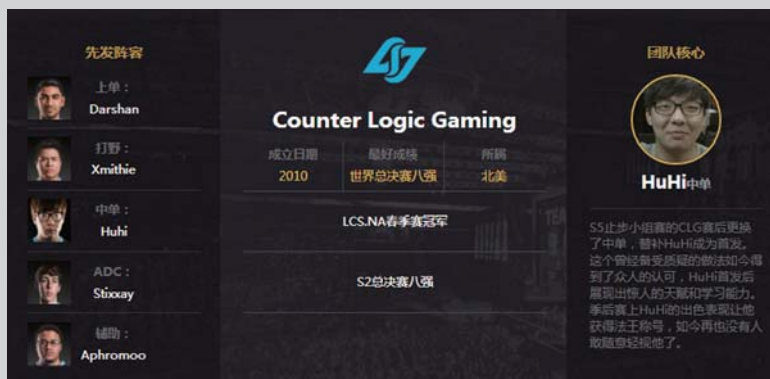 先发阵容
上单：
Darshan
打野：
Xmithie
中单：
Huhi
ADC：
Stixxay
辅助：
Aphromoo
Counter Logic Gaming
成立日期
最好成绩
所属
2010
世界总决赛八强
北美
LCS.NA春季赛冠军
S2总决赛八强
团队核心
HuHi中单
S5止步小组赛的CLG赛后更换
了中单，替补HuHi成为首发。
这个曾经备受质疑的做法如今得
到了众人的认可，HuHi首发后
展现出惊人的天赋和学习能力。
季后赛上HuHi的出色表现让他
获得法王称号，如今再也没有人
敢随意轻视他了。